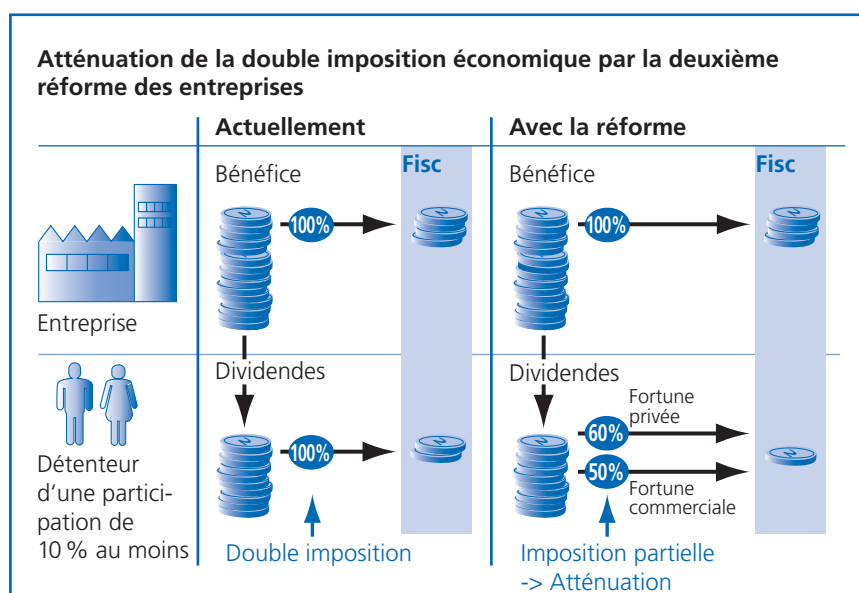 Atténuation de la double imposition économique par la deuxième
réforme des entreprises
Actuellement
Avec la réforme
Bénéfice
Fisc
Bénéfice
Fisc
100%
100%
Entreprise
Dividendes
Dividendes
100%
60%
Fortune
privée
50%
Fortune
commerciale
Détenteur
d'une partici-
pation de
10 % au moins
Double imposition
Imposition partielle
-> Atténuation